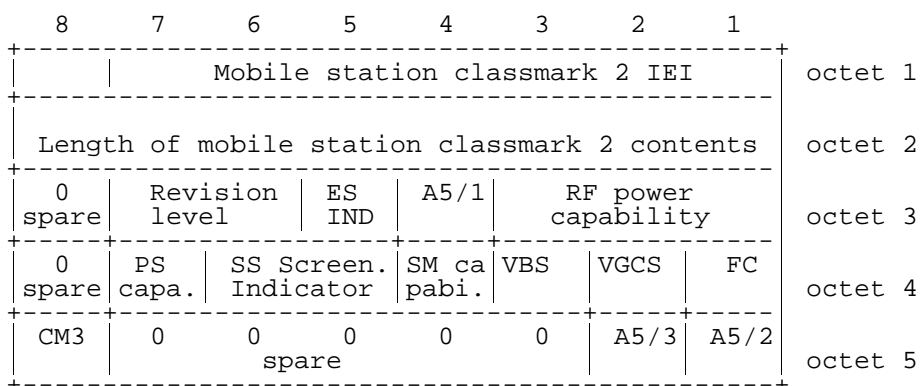 8 7 6 5 4 3 2 1
Mobile station classmark 2 IEI octet 1
Length of mobile station classmark 2 contents octet 2
0 Revision ES A5/1 RF power
spare level IND capability octet 3
0 PS SS Screen. SM ca VBS VGCS FC
spare capa. Indicator pabi. octet 4
CM3 0 0 0 0 0 A5/3 A5/2
spare octet 5